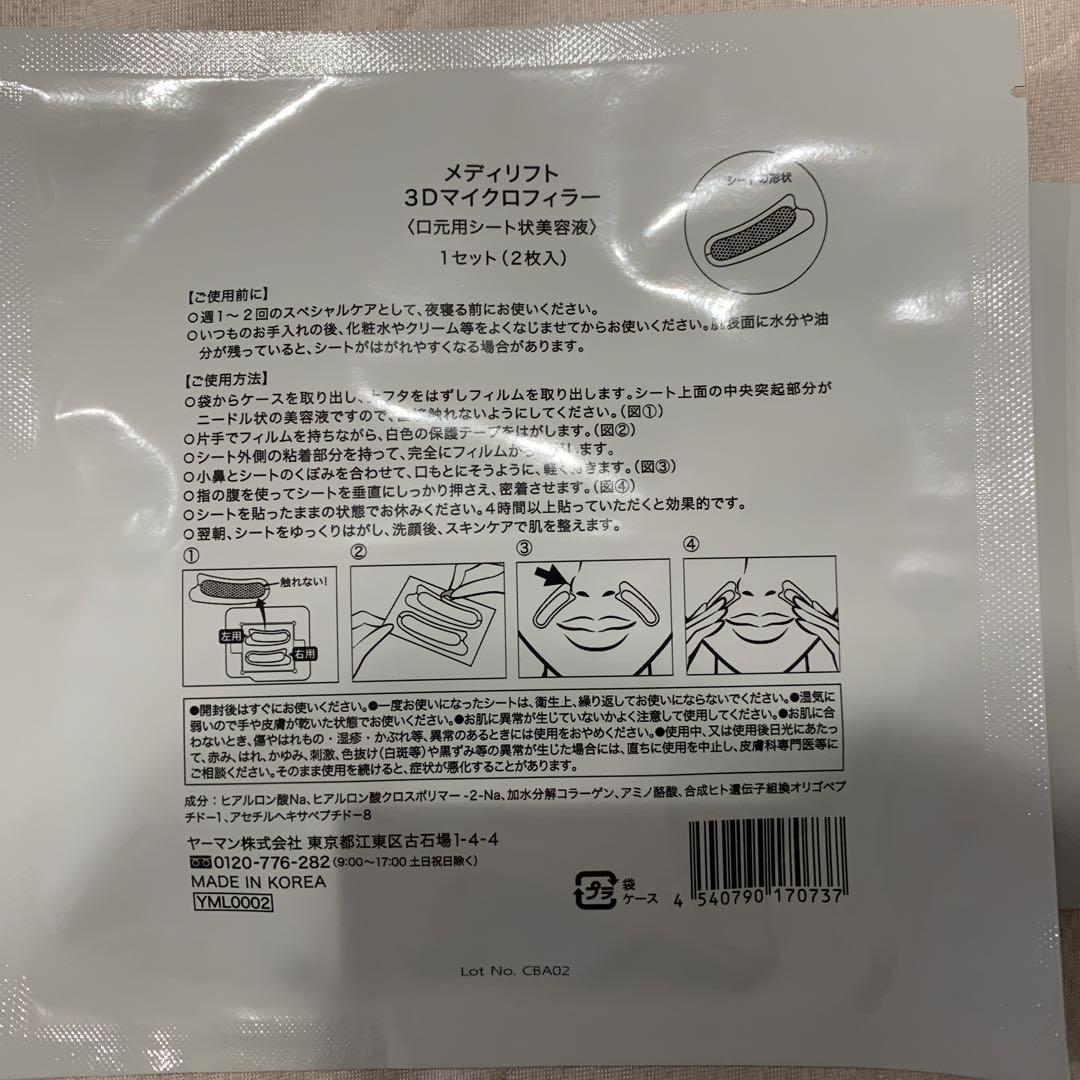 メディリフト
3Dマイクロフィラー
〈口元用シート状美容液〉
1セット(2枚入)
シートの形状
【ご使用前に】
○週1～2回のスペシャルケアとして、夜寝る前にお使いください。
○いつものお手入れの後、化粧水やクリーム等をよくなじませてからお使いください。肌表面に水分や油
分が残っていると、シートがはがれやすくなる場合があります。
【ご使用方法】
○袋からケースを取り出し、上フタをはずしフィルムを取り出します。シート上面の中央突起部分が
ニードル状の美容液ですので、直接触れないようにしてください。(図①)
○片手でフィルムを持ちながら、白色の保護テープをはがします。(図②)
○シート外側の粘着部分を持って、完全にフィルムからはがします。
○小鼻とシートのくぼみを合わせて、口もとにそうように、軽くおきます。(図③)
○指の腹を使ってシートを垂直にしっかり押さえ、密着させます。(図④)
○シートを貼ったままの状態でお休みください。4時間以上貼っていただくと効果的です。
○翌朝、シートをゆっくりはがし、洗顔後、スキンケアで肌を整えます。
① ② ③ ④
触れない!
左用
右用
●開封後はすぐにお使いください。●一度お使いになったシートは、衛生上、繰り返してお使いにならないでください。●湿気に
弱いので手や皮膚が乾いた状態でお使いください。●お肌に異常が生じていないかよく注意して使用してください。●お肌に合
わないとき、傷やはれもの・湿疹・かぶれ等、異常のあるときには使用をおやめください。●使用中、又は使用後日光にあたっ
て、赤み、はれ、かゆみ、刺激、色抜け(白斑等)や黒ずみ等の異常が生じた場合には、直ちに使用を中止し、皮膚科専門医等に
ご相談ください。そのまま使用を続けると、症状が悪化することがあります。
成分:ヒアルロン酸Na、ヒアルロン酸クロスポリマー-2-Na、加水分解コラーゲン、アミノ酪酸、合成ヒト遺伝子組換オリゴペプ
チドー1、アセチルヘキサペプチドー8
ヤーマン株式会社 東京都江東区古石場1-4-4
0120-776-282(9:00～17:00 土日祝日除く)
MADE IN KOREA
YML0002
プラ
袋
ケース
4 540790 170737
Lot No. CBA02